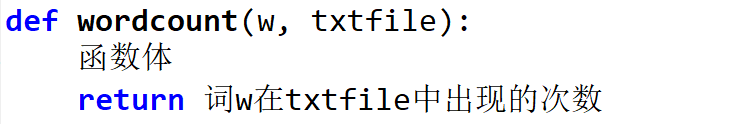 def wordcount(w, txtfile):
    函数体
    return 词w在txtfile中出现的次数